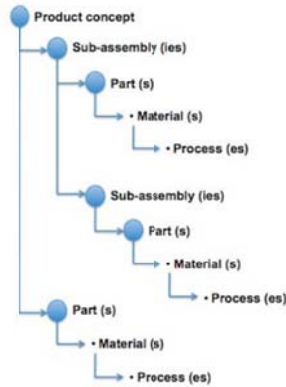 Product concept
Sub-assembly (ies)
Part (s)
• Material (s)
• Process (es)
Sub-assembly (ies)
Part (s)
• Material (s)
• Process (es)
Part (s)
• Material (s)
• Process (es)